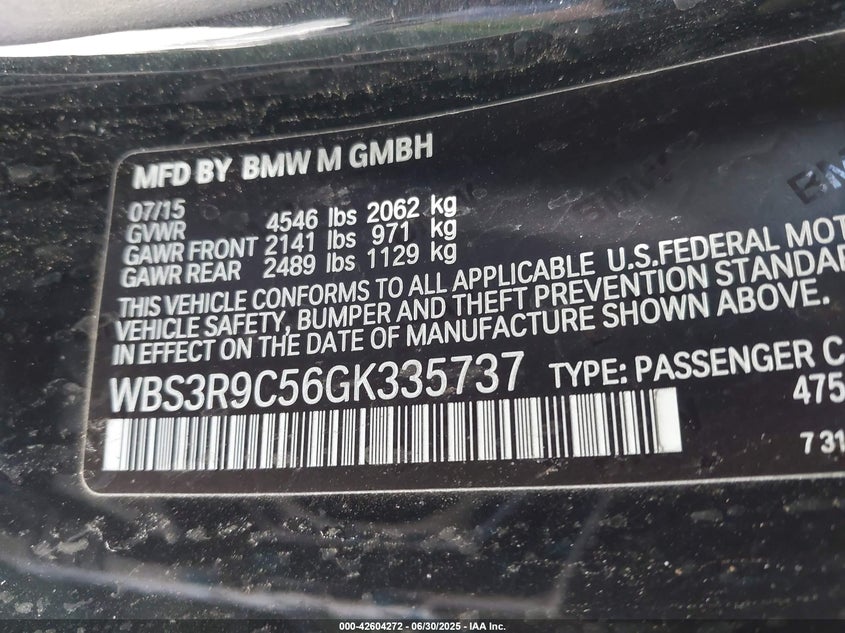 MFD BY BMW M GMBH
07/15
GVWR 4546 lbs 2062 kg
GAWR FRONT 2141 lbs 971 kg
GAWR REAR 2489 lbs 1129 kg
THIS VEHICLE CONFORMS TO ALL APPLICABLE U.S.FEDERAL MOT
VEHICLE SAFETY, BUMPER AND THEFT PREVENTION STANDAR
IN EFFECT ON THE DATE OF MANUFACTURE SHOWN ABOVE.
WBS3R9C56GK335737 TYPE: PASSENGER C
475
7 31
000-42604272 - 06/30/2025 - IAA Inc.